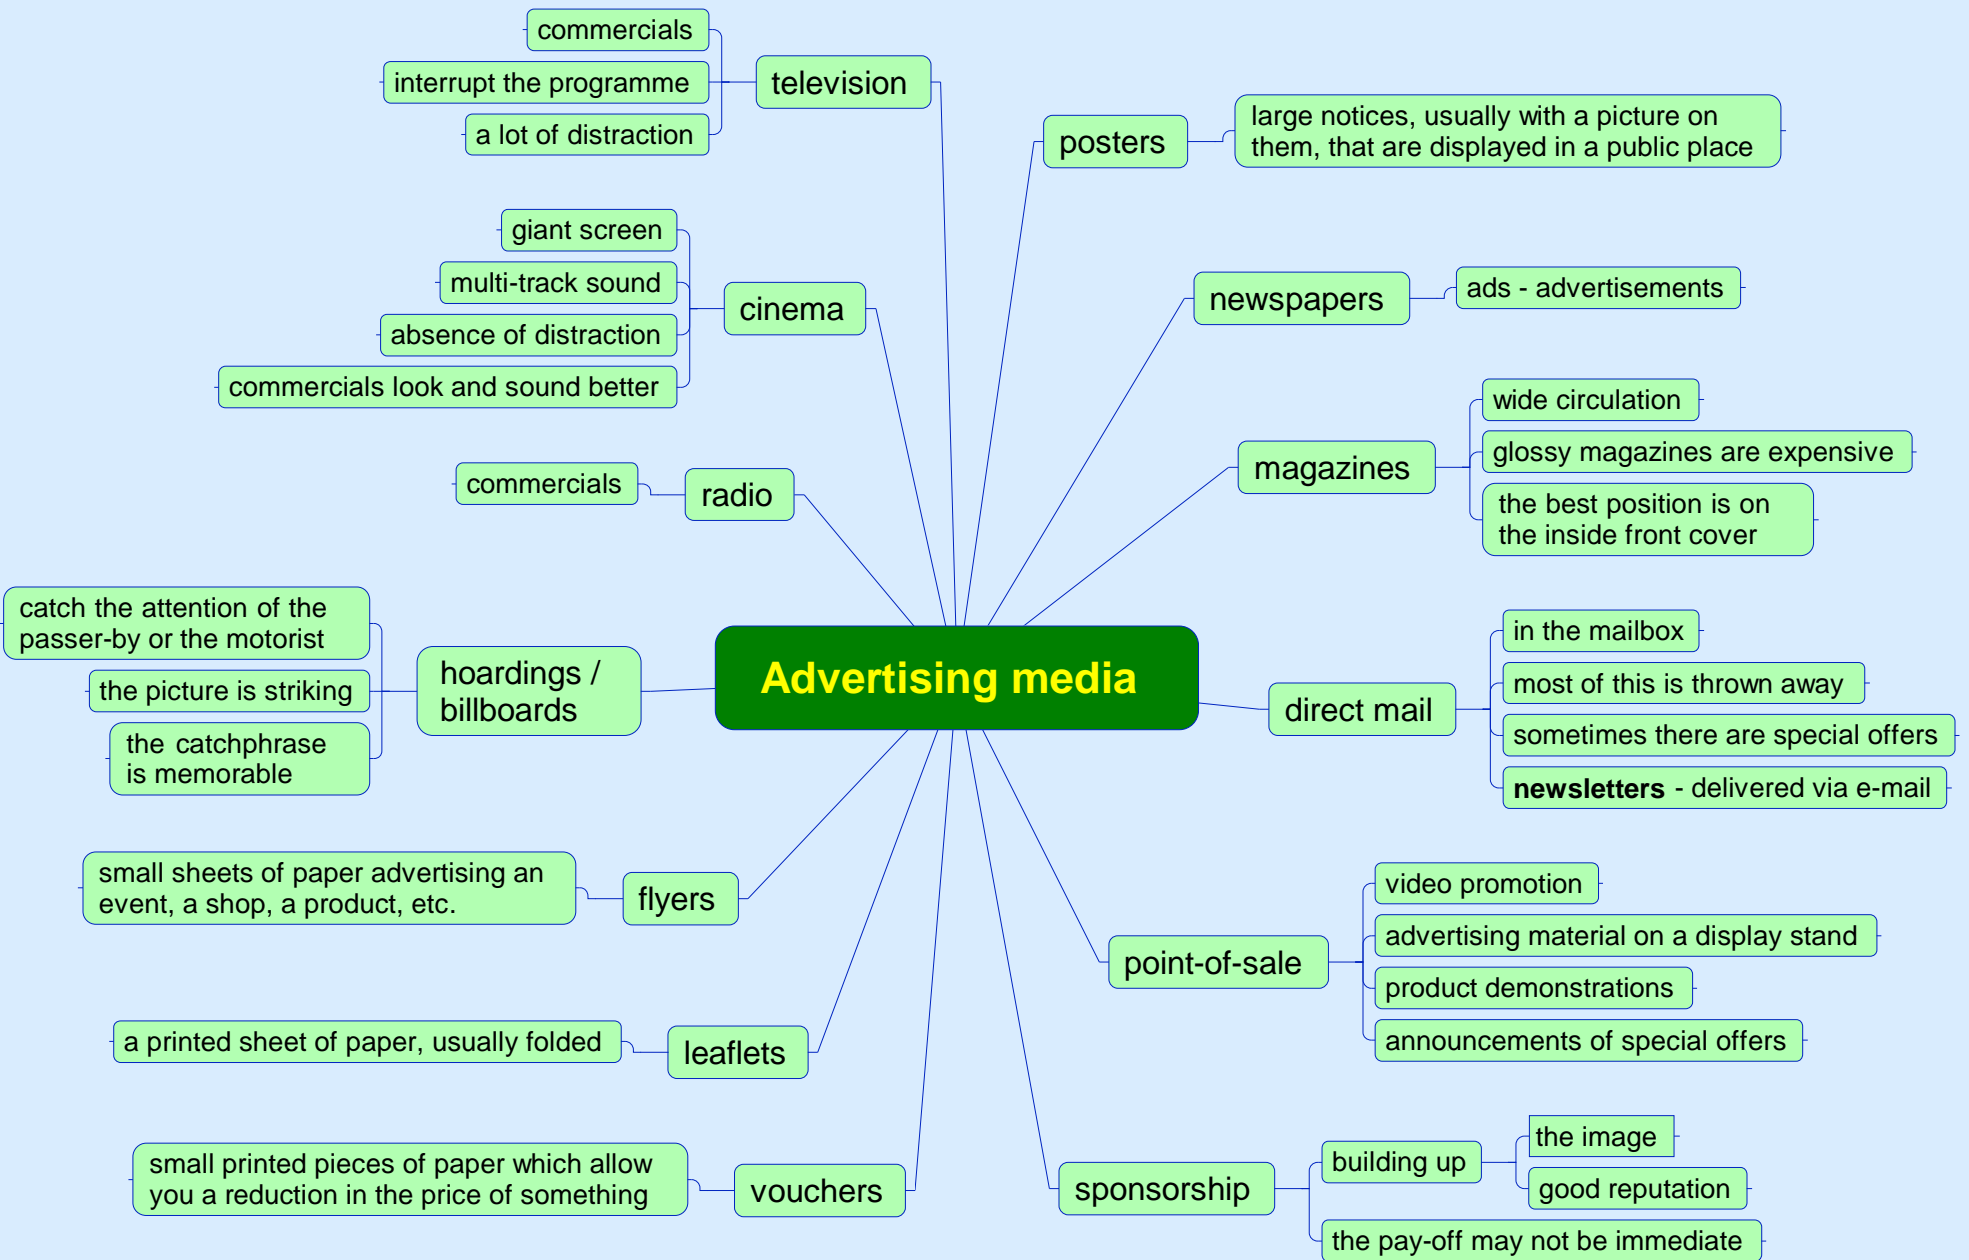 Advertising media
television
commercials
interrupt the programme
a lot of distraction
cinema
giant screen
multi-track sound
absence of distraction
commercials look and sound better
radio
commercials
hoardings /
billboards
catch the attention of the
passer-by or the motorist
the picture is striking
the catchphrase
is memorable
flyers
small sheets of paper advertising an
event, a shop, a product, etc.
leaflets
a printed sheet of paper, usually folded
vouchers
small printed pieces of paper which allow
you a reduction in the price of something
posters
large notices, usually with a picture on
them, that are displayed in a public place
newspapers
ads - advertisements
magazines
wide circulation
glossy magazines are expensive
the best position is on
the inside front cover
direct mail
in the mailbox
most of this is thrown away
sometimes there are special offers
newsletters - delivered via e-mail
point-of-sale
video promotion
advertising material on a display stand
product demonstrations
announcements of special offers
sponsorship
building up
the image
good reputation
the pay-off may not be immediate